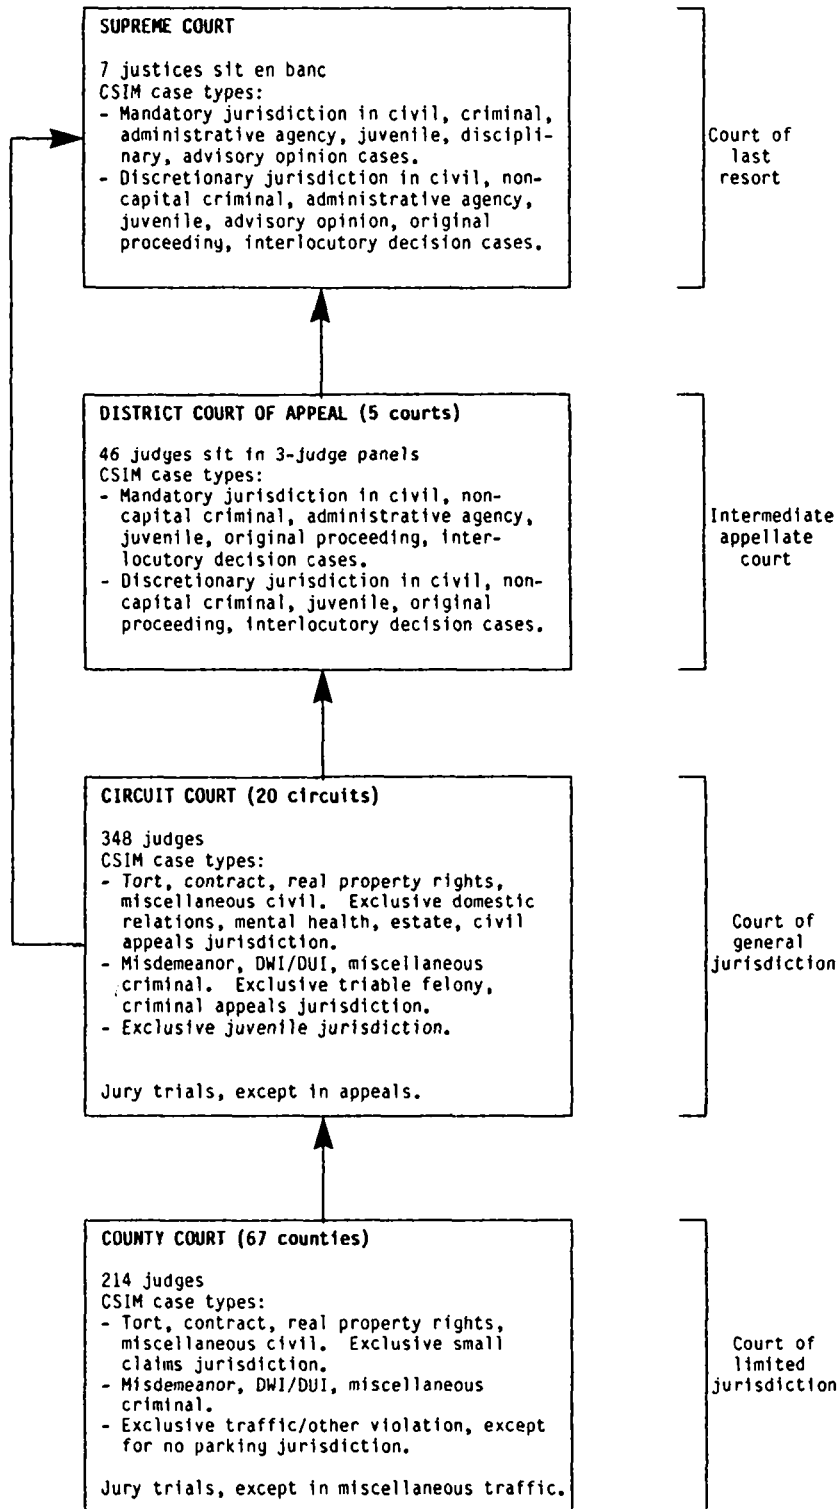 SUPREME COURT
7 justices sit en banc
CSIM case types:
- Mandatory jurisdiction in civil, criminal,
administrative agency, juvenile, discipli-
nary, advisory opinion cases.
- Discretionary jurisdiction in civil, non-
capital criminal, administrative agency,
juvenile, advisory opinion, original
proceeding, interlocutory decision cases.
Court of
last
resort
DISTRICT COURT OF APPEAL (5 courts)
46 judges sit in 3-judge panels
CSIM case types:
- Mandatory jurisdiction in civil, non-
capital criminal, administrative agency,
juvenile, original proceeding, inter-
locutory decision cases.
- Discretionary jurisdiction in civil, non-
capital criminal, juvenile, original
proceeding, interlocutory decision cases.
Intermediate
appellate
court
CIRCUIT COURT (20 circuits)
348 judges
CSIM case types:
- Tort, contract, real property rights,
miscellaneous civil. Exclusive domestic
relations, mental health, estate, civil
appeals jurisdiction.
- Misdemeanor, DWI/DUI, miscellaneous
criminal. Exclusive triable felony,
criminal appeals jurisdiction.
- Exclusive juvenile jurisdiction.
Jury trials, except in appeals.
Court of
general
jurisdiction
COUNTY COURT (67 counties)
214 judges
CSIM case types:
- Tort, contract, real property rights,
miscellaneous civil. Exclusive small
claims jurisdiction.
- Misdemeanor, DWI/DUI, miscellaneous
criminal.
- Exclusive traffic/other violation, except
for no parking jurisdiction.
Jury trials, except in miscellaneous traffic.
Court of
limited
jurisdiction